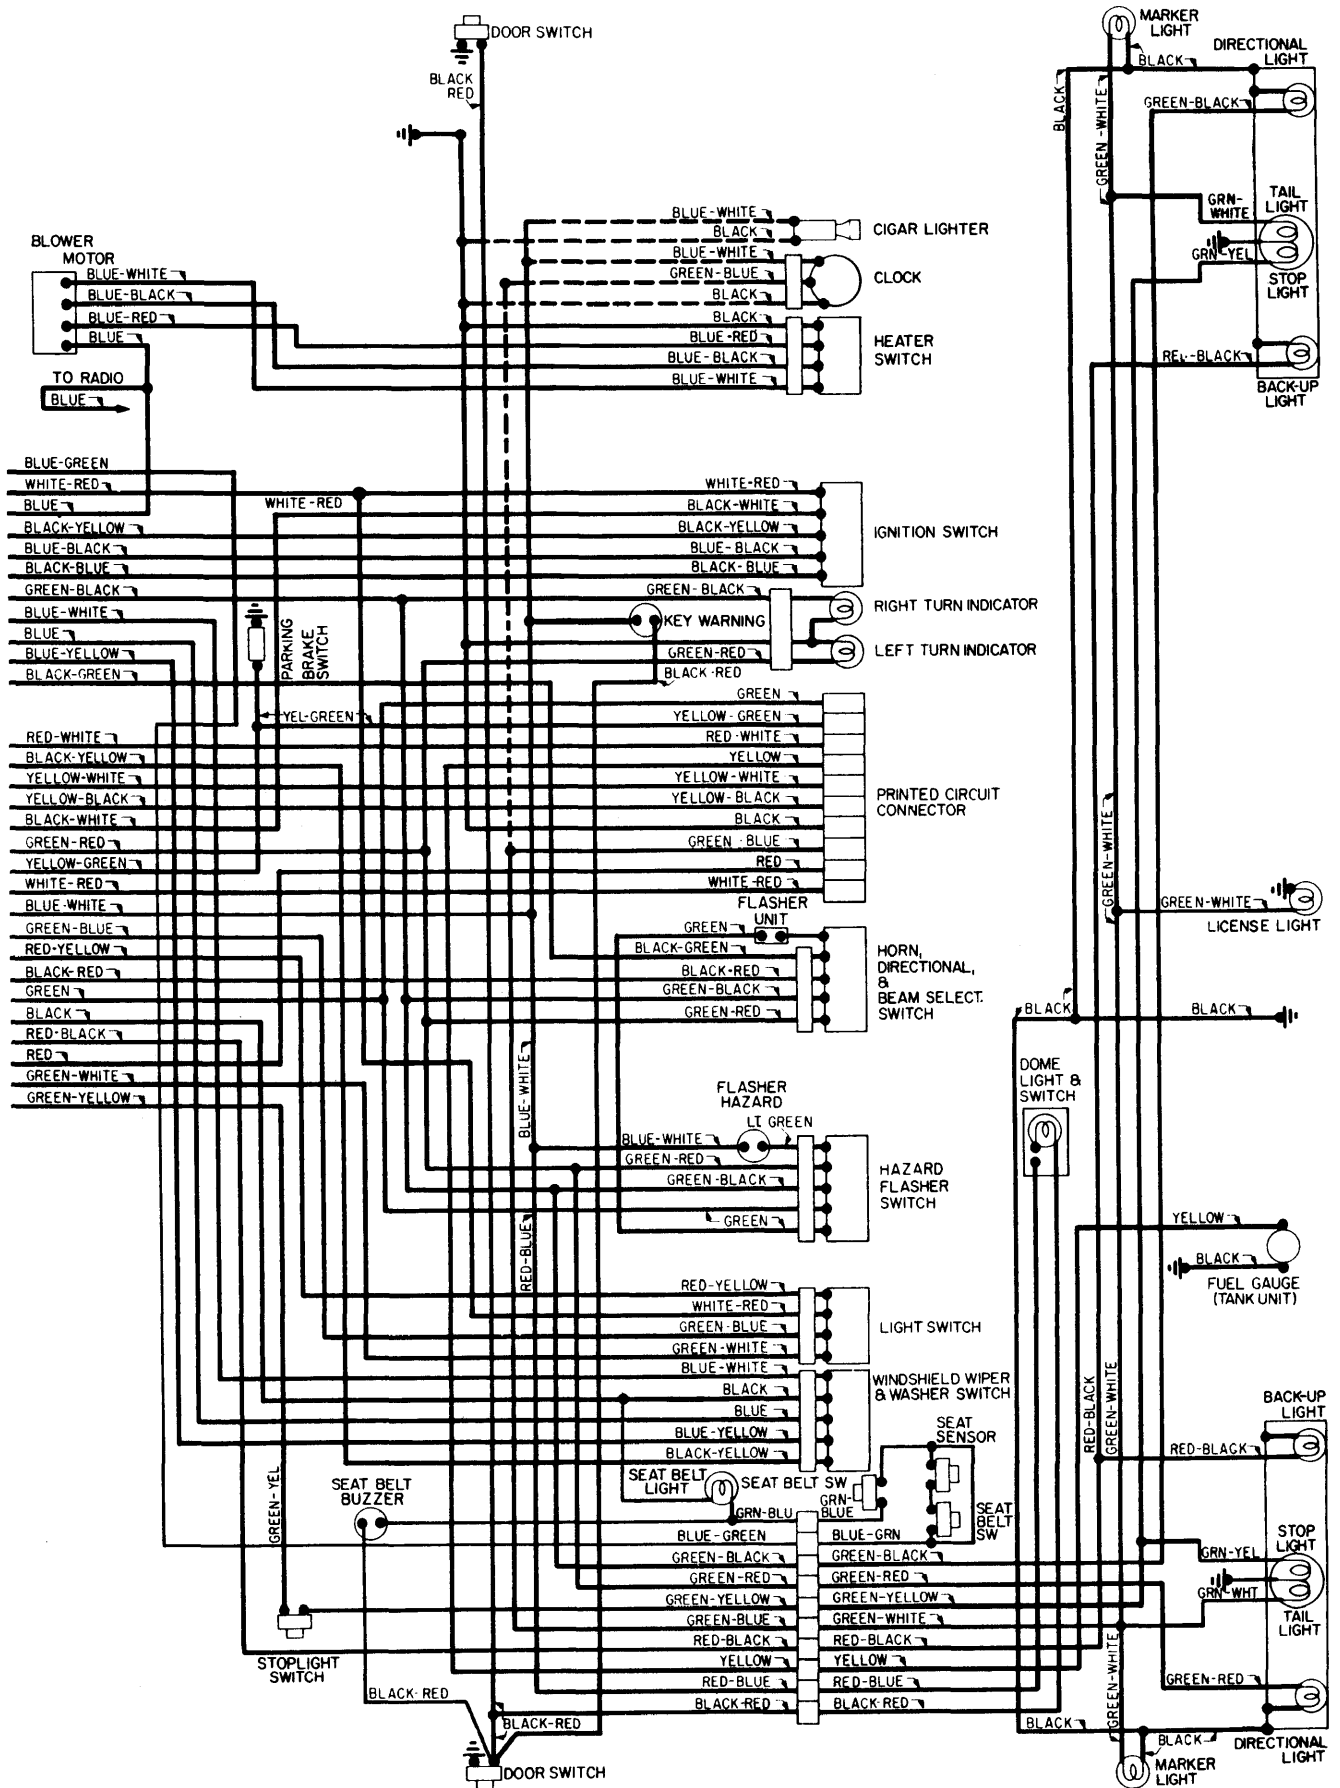 DOOR SWITCH
BLACK
RED
MARKER
LIGHT
BLACK
DIRECTIONAL
LIGHT
BLACK
GREEN-WHITE
GREEN-BLACK
GRN-
WHITE
TAIL
LIGHT
GRN-YEL
STOP
LIGHT
REL-BLACK
BACK-UP
LIGHT
BLUE-WHITE
BLACK
CIGAR LIGHTER
BLUE-WHITE
GREEN-BLUE
BLACK
CLOCK
BLOWER
MOTOR
BLUE-WHITE
BLUE-BLACK
BLUE-RED
BLUE
TO RADIO
BLUE
BLACK
BLUE-RED
BLUE-BLACK
BLUE-WHITE
HEATER
SWITCH
BLUE-GREEN
WHITE-RED
BLUE
BLACK-YELLOW
BLUE-BLACK
BLACK-BLUE
GREEN-BLACK
BLUE-WHITE
BLUE
BLUE-YELLOW
BLACK-GREEN
WHITE-RED
WHITE-RED
BLACK-WHITE
BLACK-YELLOW
BLUE-BLACK
BLACK-BLUE
IGNITION SWITCH
GREEN-BLACK
RIGHT TURN INDICATOR
KEY WARNING
GREEN-RED
LEFT TURN INDICATOR
BLACK-RED
PARKING
BRAKE
SWITCH
YEL-GREEN
RED-WHITE
BLACK-YELLOW
YELLOW-WHITE
YELLOW-BLACK
BLACK-WHITE
GREEN-RED
YELLOW-GREEN
WHITE-RED
BLUE-WHITE
GREEN-BLUE
RED-YELLOW
BLACK-RED
GREEN
BLACK
RED-BLACK
RED
GREEN-WHITE
GREEN-YELLOW
GREEN
YELLOW-GREEN
RED-WHITE
YELLOW
YELLOW-WHITE
YELLOW-BLACK
BLACK
GREEN-BLUE
RED
WHITE-RED
PRINTED CIRCUIT
CONNECTOR
FLASHER
UNIT
GREEN
BLACK-GREEN
BLACK-RED
GREEN-BLACK
GREEN-RED
HORN,
DIRECTIONAL,
&
BEAM SELECT.
SWITCH
GREEN-WHITE
GREEN-WHITE
LICENSE LIGHT
BLACK
BLACK
DOME
LIGHT &
SWITCH
BLUE-WHITE
FLASHER
HAZARD
LT GREEN
BLUE-WHITE
GREEN-RED
GREEN-BLACK
GREEN
HAZARD
FLASHER
SWITCH
RED-BLUE
YELLOW
BLACK
FUEL GAUGE
(TANK UNIT)
RED-YELLOW
WHITE-RED
GREEN-BLUE
GREEN-WHITE
LIGHT SWITCH
BLUE-WHITE
BLACK
BLUE
BLUE-YELLOW
BLACK-YELLOW
WINDSHIELD WIPER
& WASHER SWITCH
RED-BLACK
GREEN-WHITE
BACK-UP
LIGHT
RED-BLACK
SEAT
SENSOR
SEAT BELT
LIGHT
SEAT BELT SW
GRN-
BLUE
SEAT
BELT
SW
GREEN-YEL
SEAT BELT
BUZZER
GRN-BLU
BLUE-GREEN
GREEN-BLACK
GREEN-RED
GREEN-YELLOW
GREEN-BLUE
RED-BLACK
YELLOW
RED-BLUE
BLACK-RED
BLUE-GRN
GREEN-BLACK
GREEN-RED
GREEN-YELLOW
GREEN-WHITE
RED-BLACK
YELLOW
RED-BLUE
BLACK-RED
STOP
LIGHT
GRN-YEL
GRN-WHT
TAIL
LIGHT
STOPLIGHT
SWITCH
BLACK-RED
BLACK-RED
DOOR SWITCH
GREEN-WHITE
GREEN-RED
BLACK
BLACK
DIRECTIONAL
LIGHT
MARKER
LIGHT